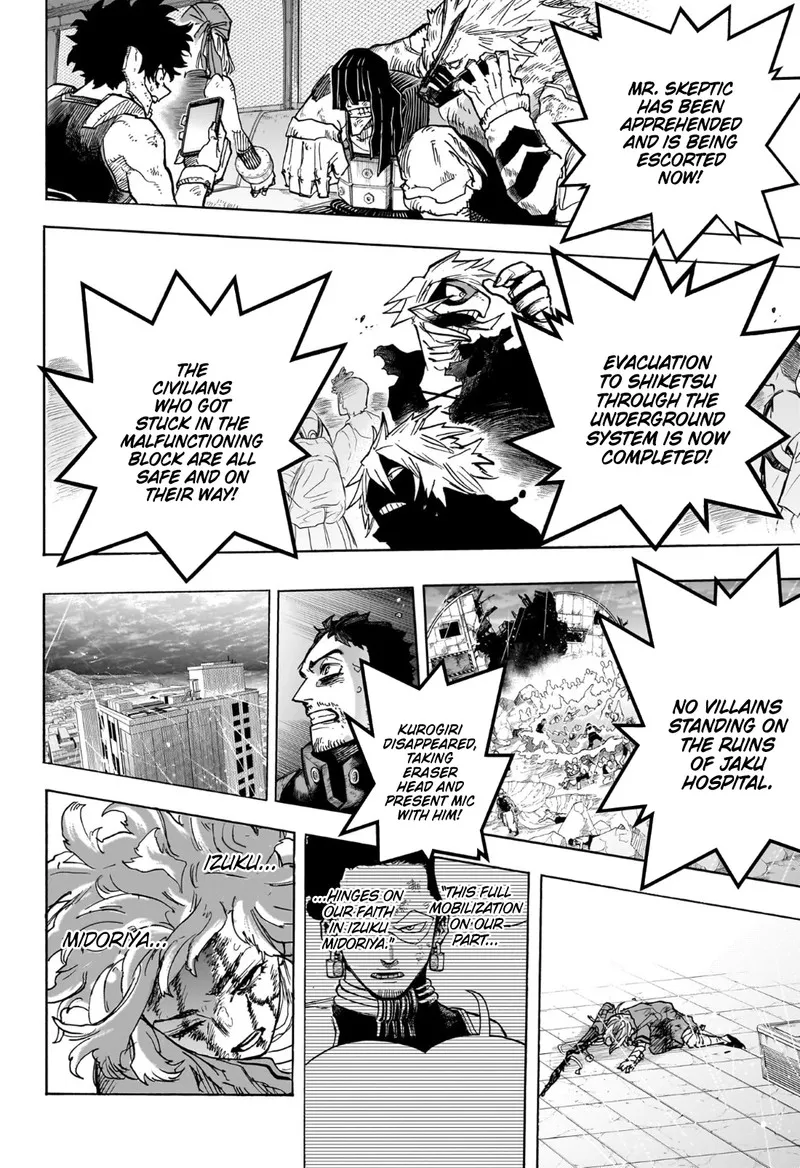 MR. SKEPTIC
HAS BEEN
APPREHENDED
AND IS BEING
ESCORTED
NOW!
EVACUATION
TO SHIKETSU
THROUGH THE
UNDERGROUND
SYSTEM IS NOW
COMPLETED!
THE
CIVILIANS
WHO GOT
STUCK IN THE
MALFUNCTIONING
BLOCK ARE ALL
SAFE AND ON
THEIR WAY!
NO VILLAINS
STANDING ON
THE RUINS
OF JAKU
HOSPITAL.
KUROGIRI
DISAPPEARED,
TAKING
ERASER
HEAD AND
PRESENT MIC
WITH HIM!
"THIS FULL
MOBILIZATION
ON OUR
PART...
...HINGES ON
OUR FAITH
IN IZUKU
MIDORIYA."
IZUKU...
MIDORIYA...